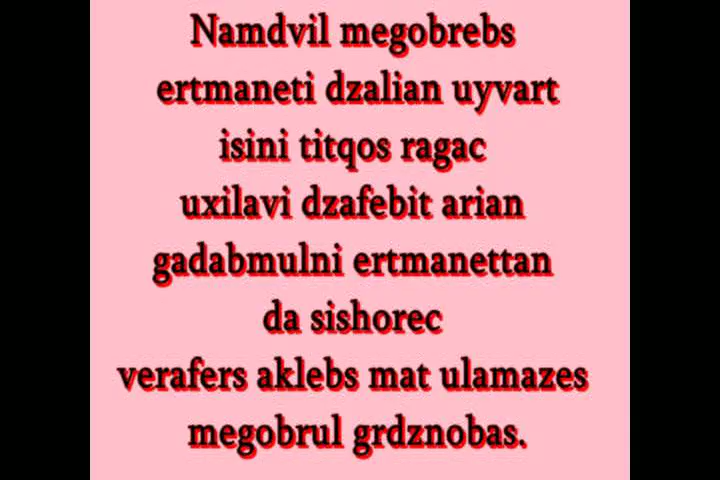 Namdvil megobrebs
ertmaneti dzalian uyvart
isini titqos ragac
uxilavi dzafebit arian
gadabmulni ertmanettan
da sishorec
verafers aklebs mat ulamazes
megobrul grdznobas.